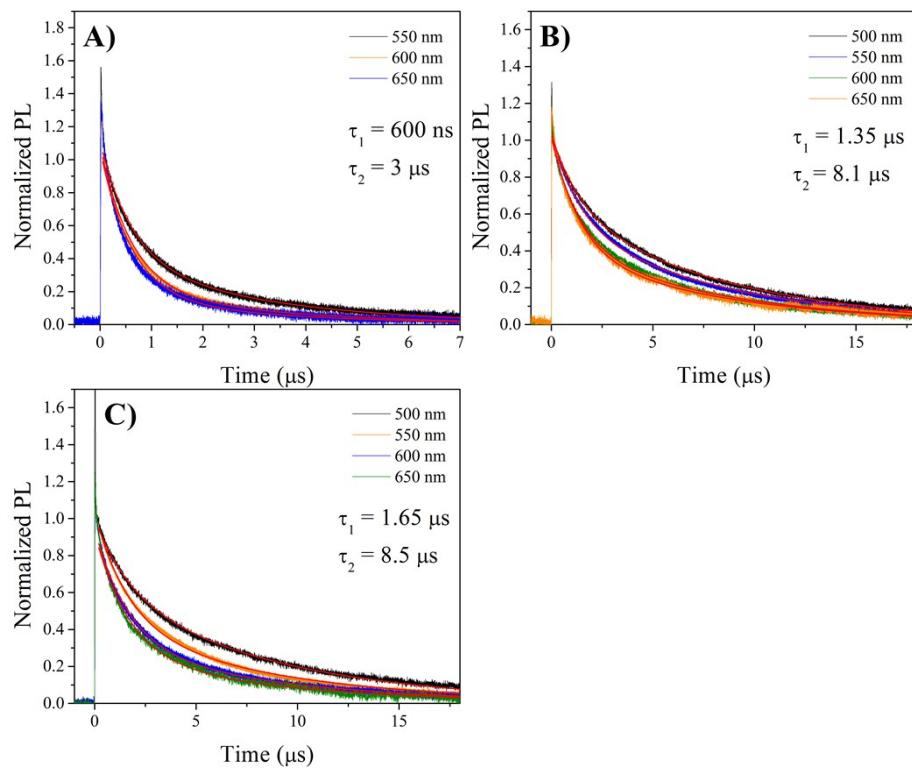 A)
550 nm
600 nm
650 nm
τ1 = 600 ns
τ2 = 3 μs
Normalized PL
1.8
1.6
1.4
1.2
1.0
0.8
0.6
0.4
0.2
0.0
0 1 2 3 4 5 6 7
Time (μs)
B)
500 nm
550 nm
600 nm
650 nm
τ1 = 1.35 μs
τ2 = 8.1 μs
Normalized PL
1.6
1.4
1.2
1.0
0.8
0.6
0.4
0.2
0.0
0 5 10 15
Time (μs)
C)
500 nm
550 nm
600 nm
650 nm
τ1 = 1.65 μs
τ2 = 8.5 μs
Normalized PL
1.6
1.4
1.2
1.0
0.8
0.6
0.4
0.2
0.0
0 5 10 15
Time (μs)